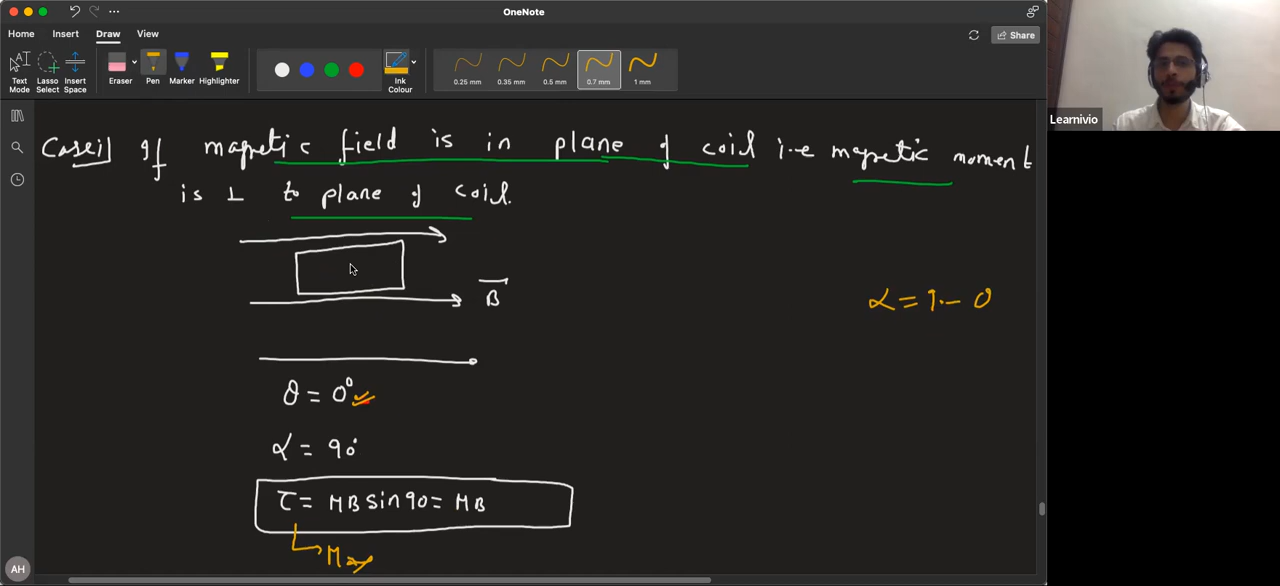 OneNote
Home Insert Draw View
Share
Text Mode
Lasso Select
Insert Space
Eraser
Pen
Marker
Highlighter
Ink Colour
0.25 mm
0.35 mm
0.5 mm
0.7 mm
1 mm
Learnivio
Case i] If magnetic field is in plane of coil i.e magnetic moment
is ⊥ to plane of coil.
B
θ = 0°
α = 90°
τ = MB sin 90 = MB
Max
α = 90 - 0
AH